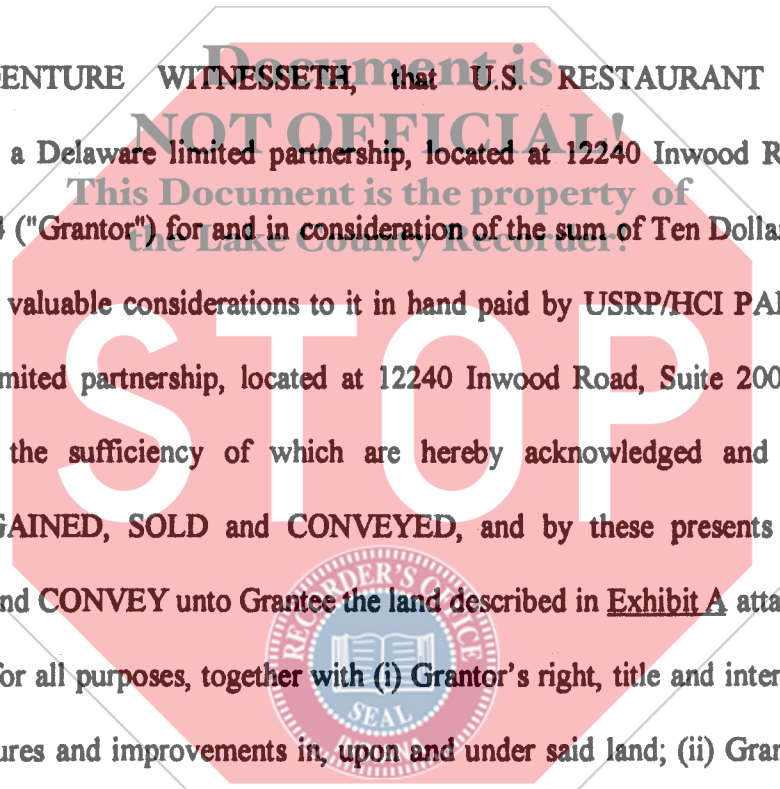 Document is
ENTURE WITNESSETH, that U.S. RESTAURANT
NOT OFFICIAL!
a Delaware limited partnership, located at 12240 Inwood R
This Document is the property of
("Grantor") for and in consideration of the sum of Ten Dolla
the Lake County Recorder!
valuable considerations to it in hand paid by USRP/HCI PA
mited partnership, located at 12240 Inwood Road, Suite 200
STOP
the sufficiency of which are hereby acknowledged and
GAINED, SOLD and CONVEYED, and by these presents
nd CONVEY unto Grantee the land described in Exhibit A atta
RECORDER'S OFFICE
or all purposes, together with (i) Grantor's right, title and inter
SEAL
INDIANA
ures and improvements in, upon and under said land; (ii) Gran